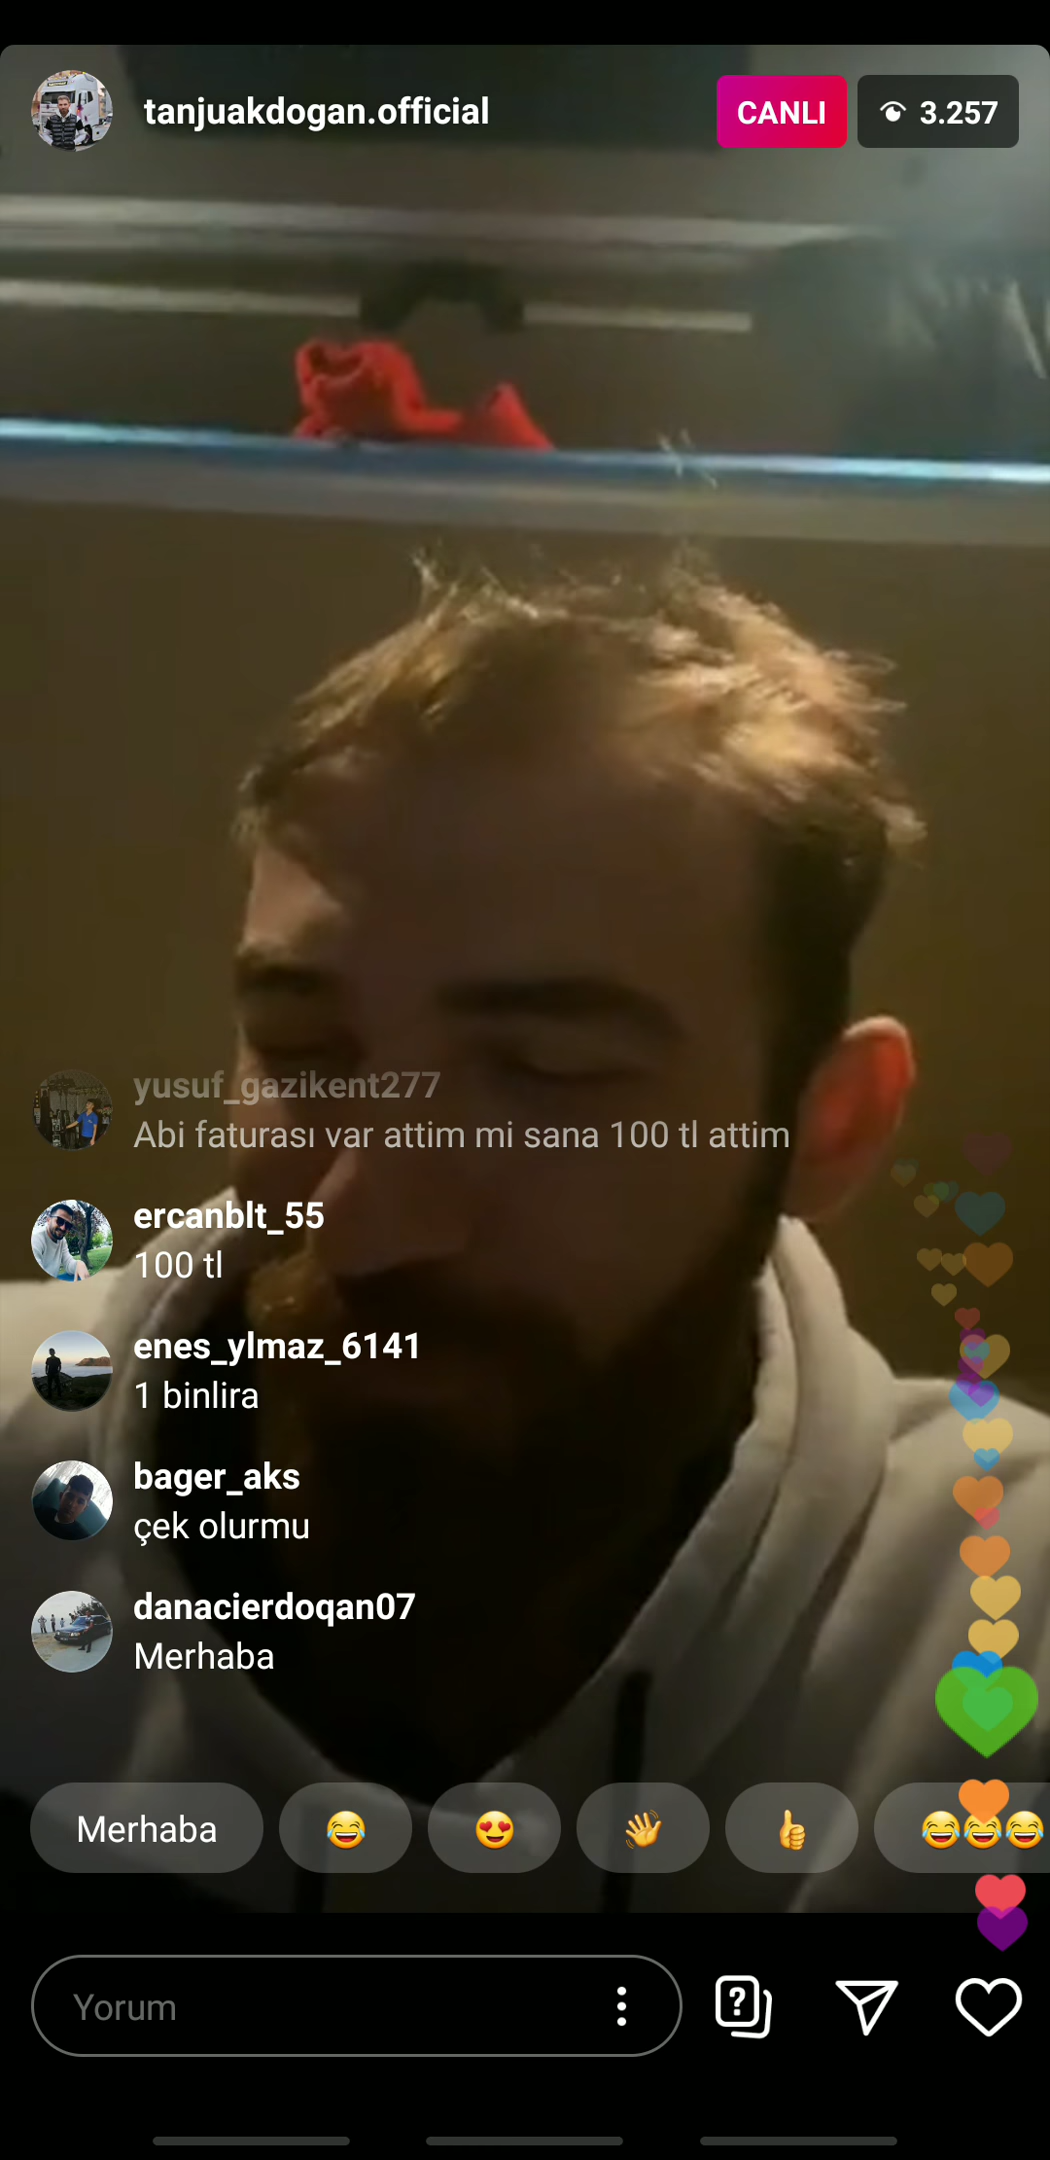 tanjuakdogan.official
CANLI
3.257
yusuf_gazikent277
Abi faturası var attim mi sana 100 tl attim
ercanblt_55
100 tl
enes_ylmaz_6141
1 binlira
bager_aks
çek olurmu
danacierdoqan07
Merhaba
Merhaba
Yorum